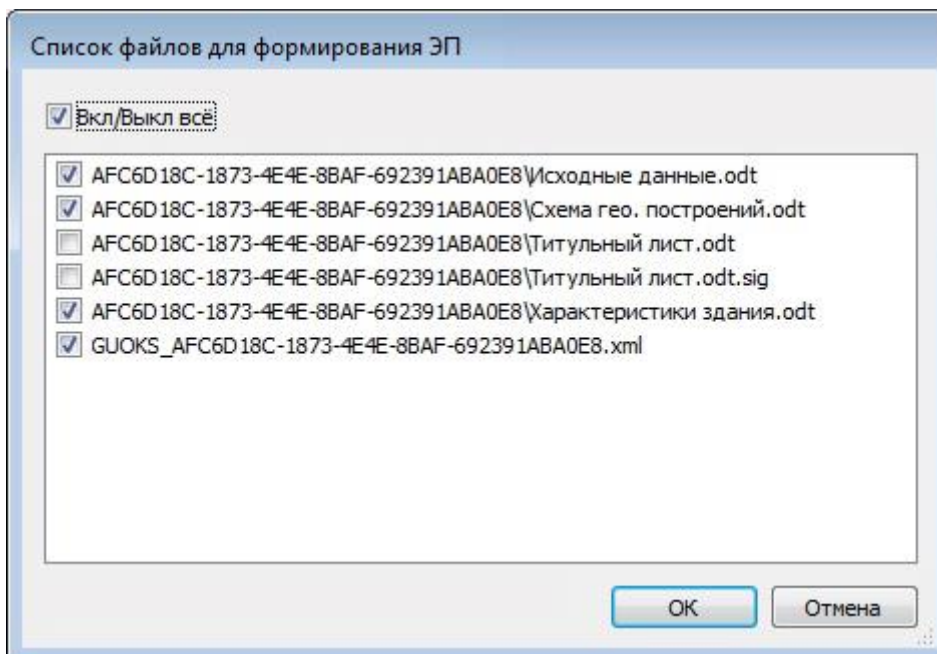 Список файлов для формирования ЭП
Вкл/Выкл всё
AFC6D18C-1873-4E4E-8BAF-692391ABA0E8\Исходные данные.odt
AFC6D18C-1873-4E4E-8BAF-692391ABA0E8\Схема гео. построений.odt
AFC6D18C-1873-4E4E-8BAF-692391ABA0E8\Титульный лист.odt
AFC6D18C-1873-4E4E-8BAF-692391ABA0E8\Титульный лист.odt.sig
AFC6D18C-1873-4E4E-8BAF-692391ABA0E8\Характеристики здания.odt
GUOKS_AFC6D18C-1873-4E4E-8BAF-692391ABA0E8.xml
OK Отмена